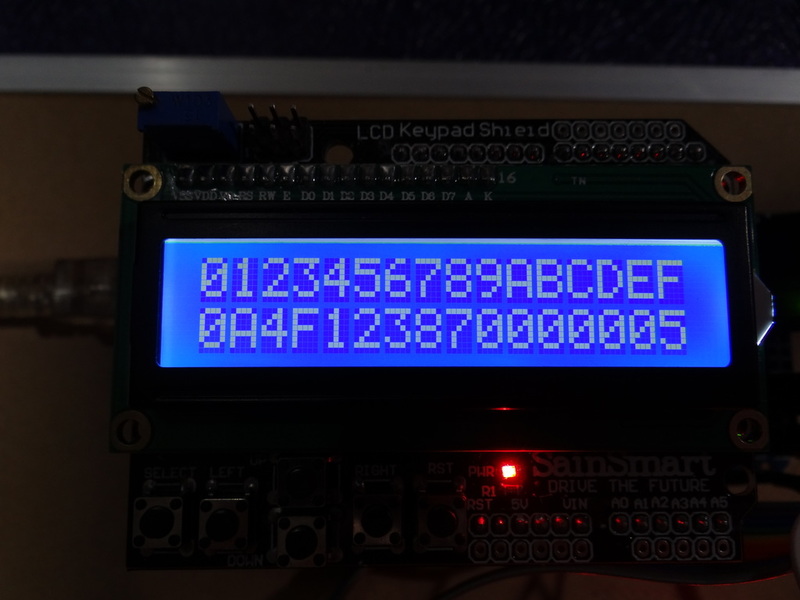 LCD Keypad Shield
16
RS RW E D0 D1 D2 D3 D4 D5 D6 D7 A K
0123456789ABCDEF
0A4F123870000005
SELECT LEFT RIGHT RST PWR
DOWN
SainSmart
DRIVE THE FUTURE
RST 5V VIN A0 A1 A2 A3 A4 A5